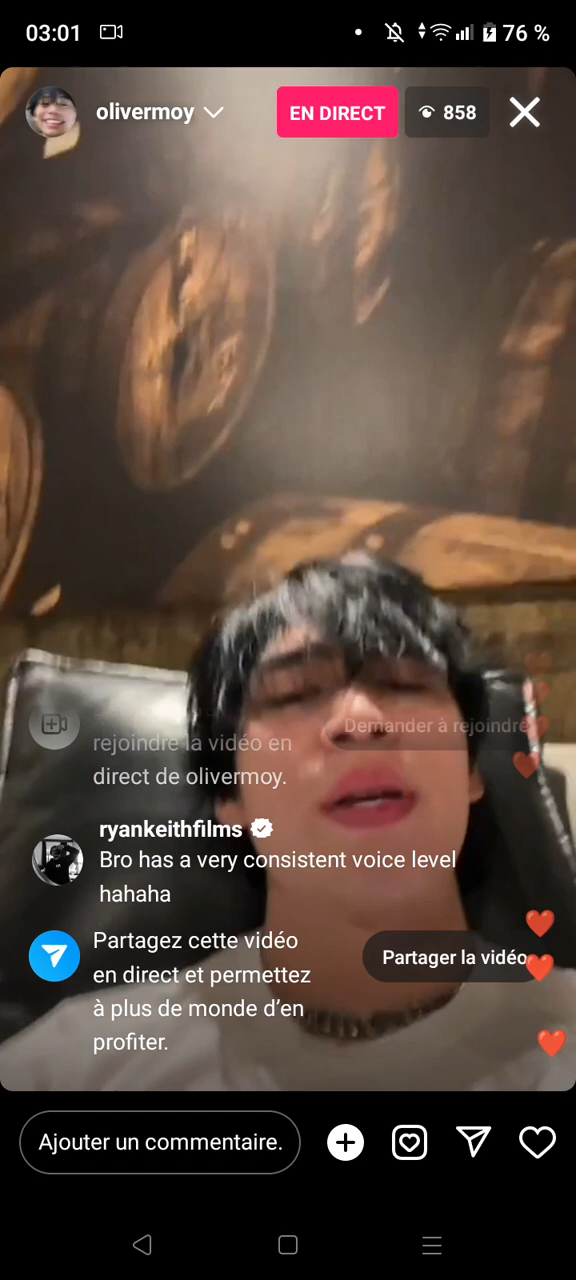 03:01
76 %
olivermoy
EN DIRECT
858
Demander à rejoindre
rejoindre la vidéo en
direct de olivermoy.
ryankeithfilms
Bro has a very consistent voice level
hahaha
Partagez cette vidéo
en direct et permettez
à plus de monde d’en
profiter.
Partager la vidéo
Ajouter un commentaire.